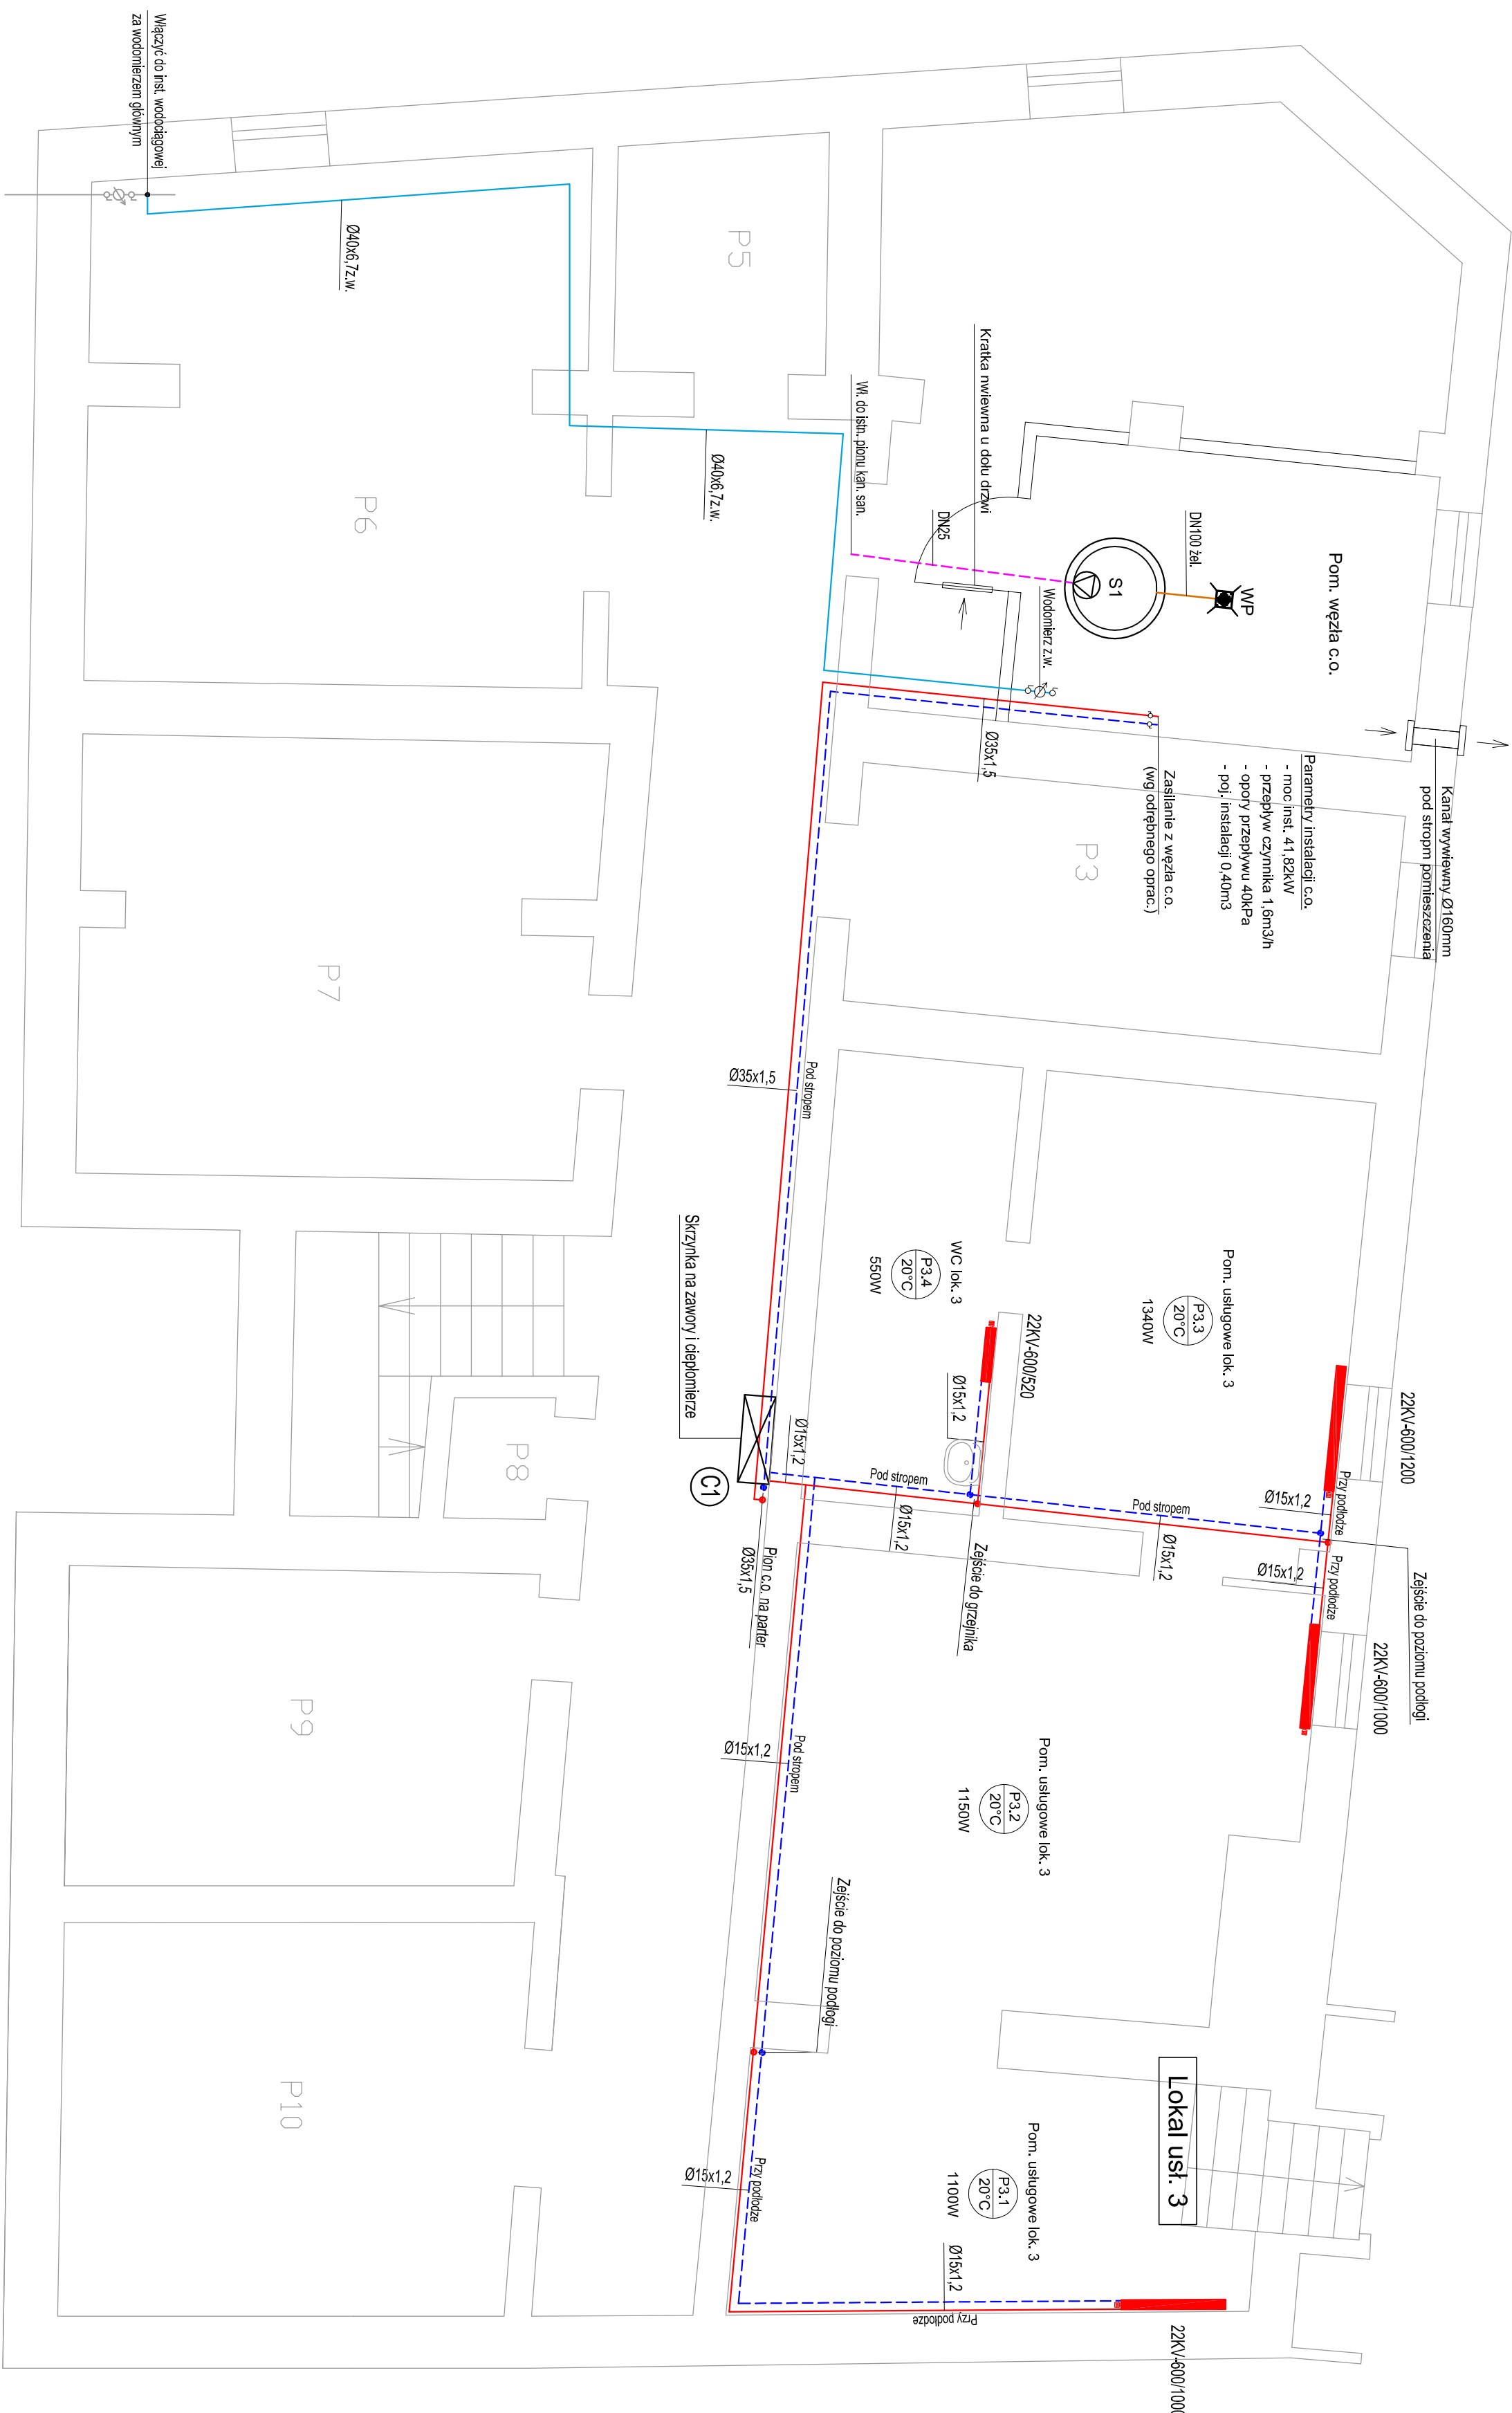 Włączyć do inst. wodociągowej
za wodomierzem głównym
Ø40x6,7z.w.
Ø40x6,7z.w.
P5
P6
Wł. do istn. pionu kan. san.
Kratka nwiewna u dołu drzwi
DN25
S1
DN100 żel.
WP
Pom. węzła c.o.
Wodomierz z.w.
Ø35x1,5
Zasilanie z węzła c.o.
(wg odrębnego oprac.)
Parametry instalacji c.o.
- moc inst. 41,82kW
- przepływ czynnika 1,6m3/h
- opory przepływu 40kPa
- poj. instalacji 0,40m3
Kanał wywiewny Ø160mm
pod stropm pomieszczenia
P3
P7
Ø35x1,5
Pod stropem
Skrzynka na zawory i ciepłomierze
C1
P8
WC lok. 3
P3.4
20°C
550W
Pom. usługowe lok. 3
P3.3
20°C
1340W
22KV-600/520
Ø15x1,2
22KV-600/1200
Ø15x1,2
Pod stropem
Ø15x1,2
Pod stropem
Ø15x1,2
Przy podłodze
Ø15x1,2
Przy podłodze
Ø15x1,2
Zejście do poziomu podłogi
22KV-600/1000
Zejście do grzejnika
Pion c.o. na parter
Ø35x1,5
P9
Ø15x1,2
Pod stropem
Pom. usługowe lok. 3
P3.2
20°C
1150W
Zejście do poziomu podłogi
P10
Lokal usł. 3
Pom. usługowe lok. 3
P3.1
20°C
1100W
Ø15x1,2
Przy podłodze
Ø15x1,2
Przy podłodze
22KV-600/1000